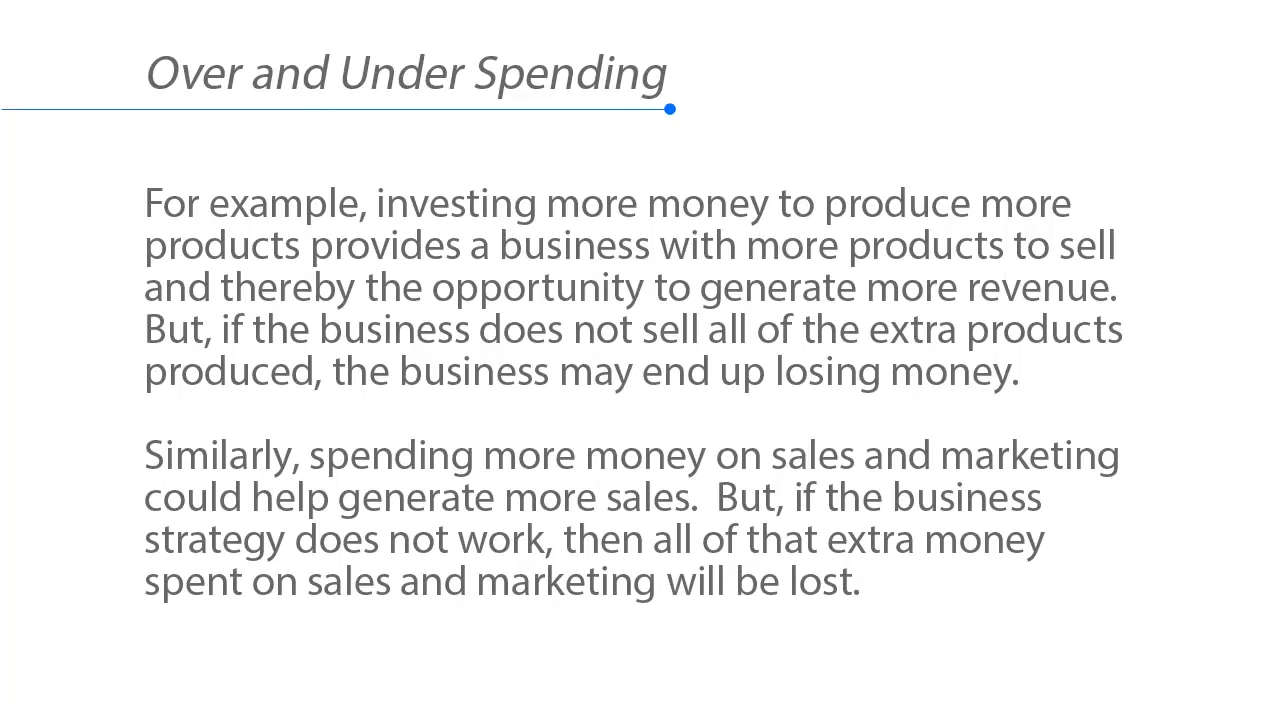 Over and Under Spending
For example, investing more money to produce more
products provides a business with more products to sell
and thereby the opportunity to generate more revenue.
But, if the business does not sell all of the extra products
produced, the business may end up losing money.
Similarly, spending more money on sales and marketing
could help generate more sales.  But, if the business
strategy does not work, then all of that extra money
spent on sales and marketing will be lost.